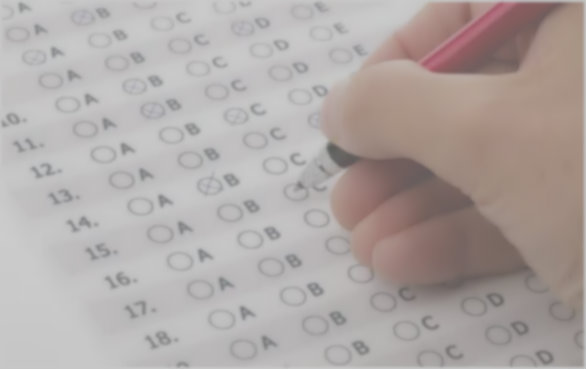 A
A B
A B C D
A B C D E
10. A B C D E
11. A B C D E
12. A B C D
13. A B C
14. A B C
15. A B C
16. A B
17. A B
18. A B
A B C
B C D
C D
D